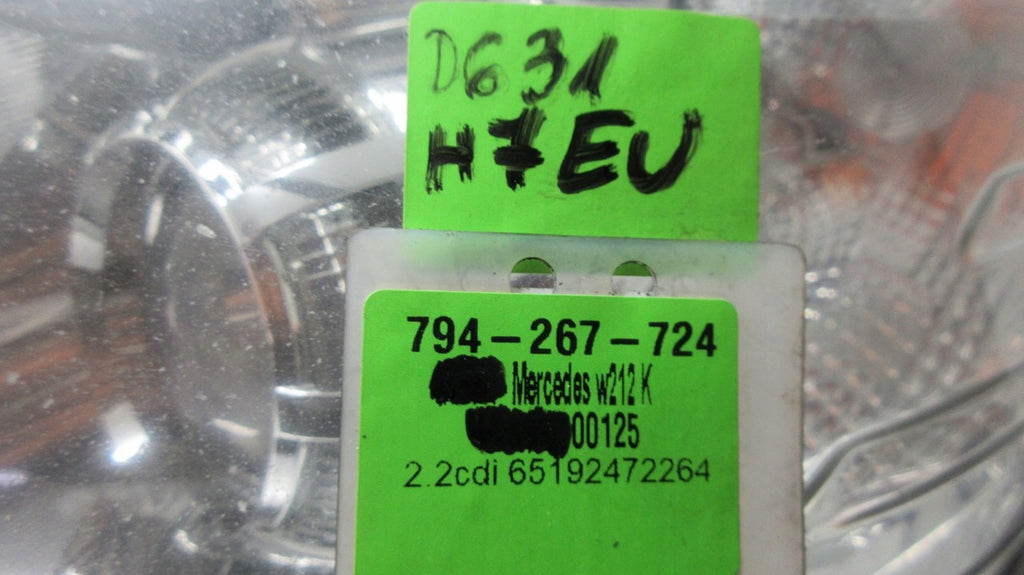 D631
H7EU
794-267-724
Mercedes w212 K
00125
2.2cdi 65192472264